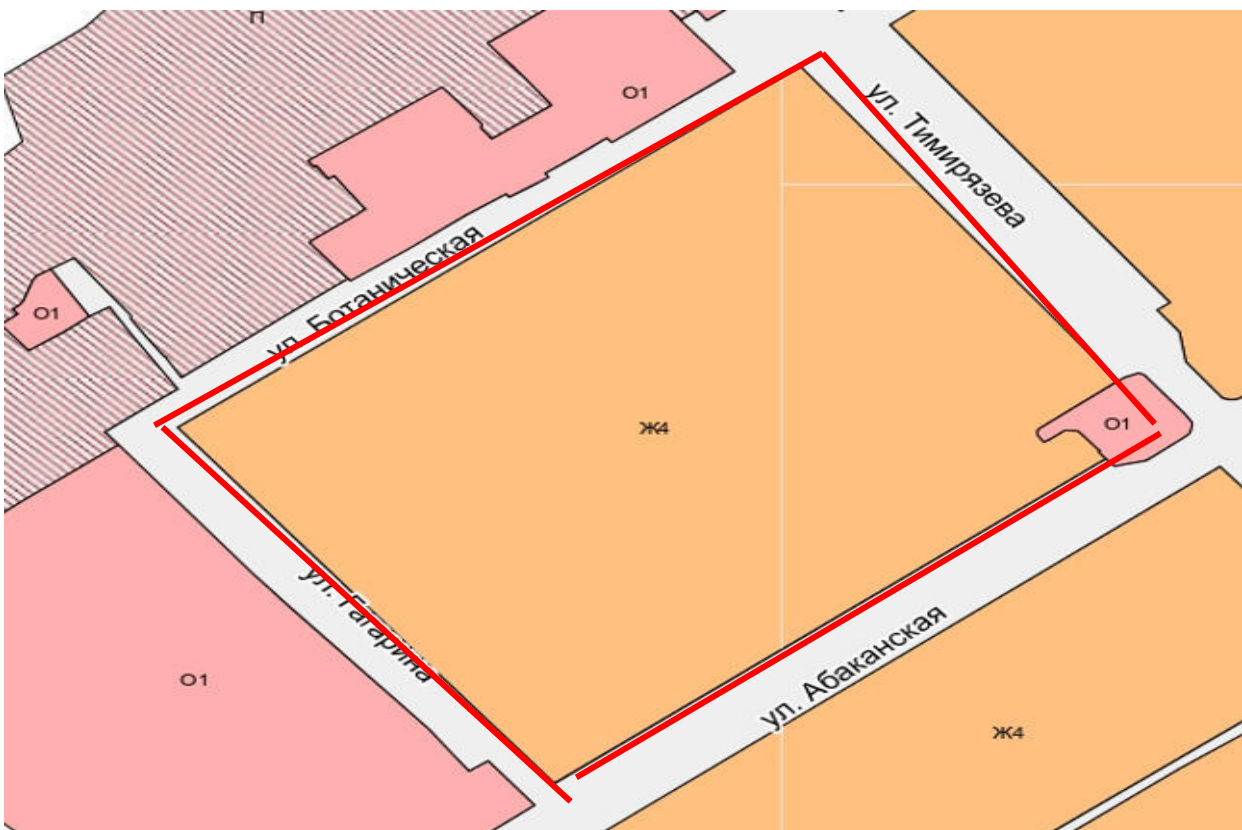 П
О1
ул. Тимирязева
ул. Ботаническая
О1
О1
Ж4
ул. Гагарина
О1
ул. Абаканская
Ж4